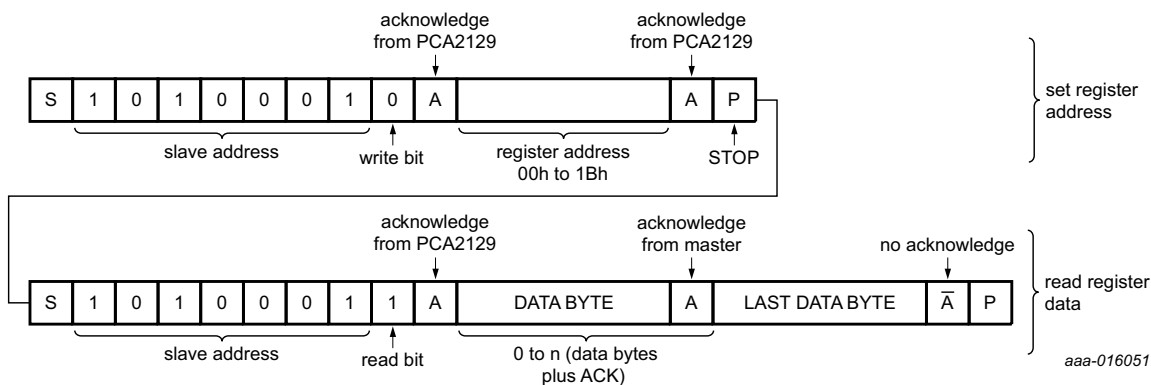 acknowledge
from PCA2129
acknowledge
from PCA2129
S 1 0 1 0 0 0 1 0 A A P
set register
address
slave address
write bit
register address
00h to 1Bh
STOP
acknowledge
from PCA2129
acknowledge
from master
no acknowledge
S 1 0 1 0 0 0 1 1 A DATA BYTE A LAST DATA BYTE A̅ P
read register
data
slave address
read bit
0 to n (data bytes
plus ACK)
aaa-016051